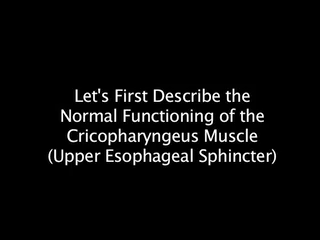 Let's First Describe the
Normal Functioning of the
Cricopharyngeus Muscle
(Upper Esophageal Sphincter)